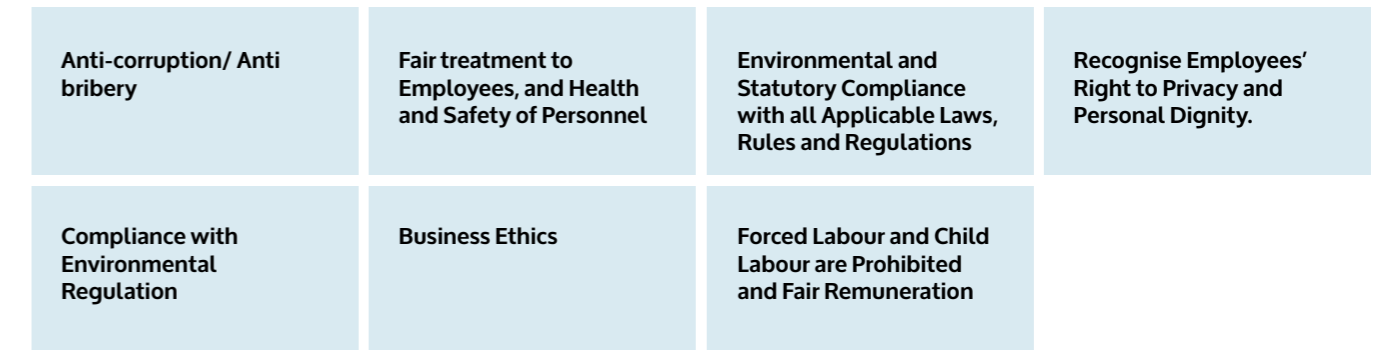 Anti-corruption/ Anti
bribery
Fair treatment to
Employees, and Health
and Safety of Personnel
Environmental and
Statutory Compliance
with all Applicable Laws,
Rules and Regulations
Recognise Employees’
Right to Privacy and
Personal Dignity.
Compliance with
Environmental
Regulation
Business Ethics
Forced Labour and Child
Labour are Prohibited
and Fair Remuneration